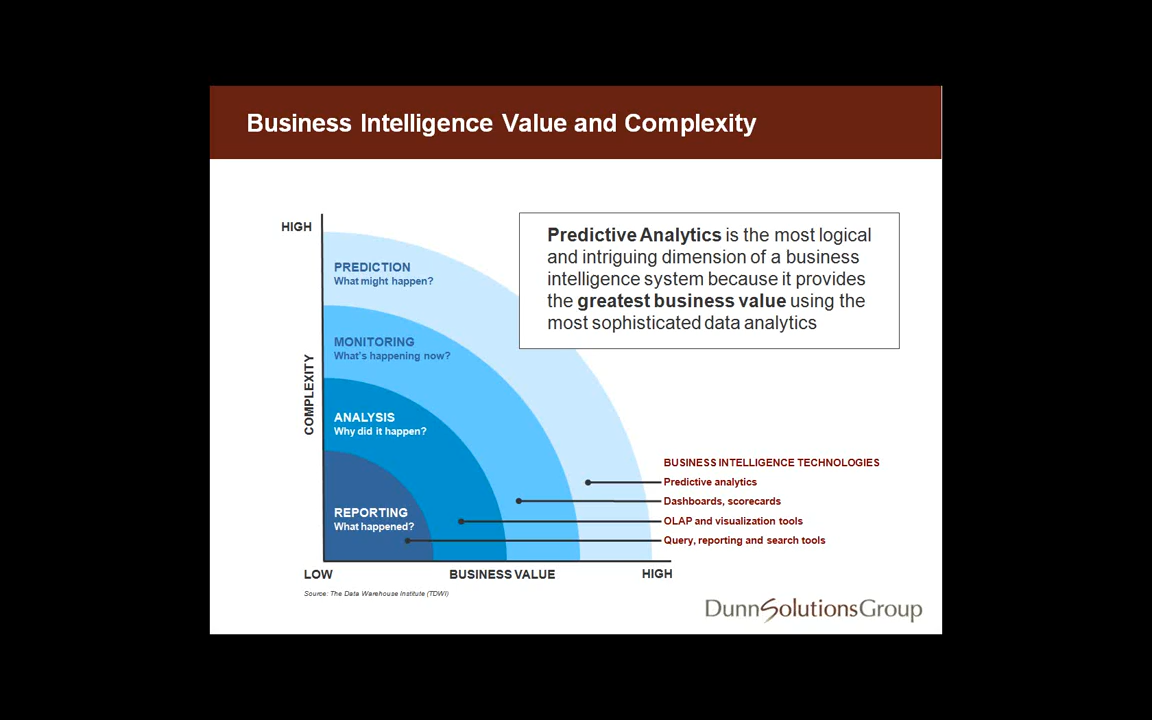 Business Intelligence Value and Complexity
HIGH
Predictive Analytics is the most logical
and intriguing dimension of a business
intelligence system because it provides
the greatest business value using the
most sophisticated data analytics
PREDICTION
What might happen?
MONITORING
What's happening now?
COMPLEXITY
ANALYSIS
Why did it happen?
REPORTING
What happened?
BUSINESS INTELLIGENCE TECHNOLOGIES
Predictive analytics
Dashboards, scorecards
OLAP and visualization tools
Query, reporting and search tools
LOW
BUSINESS VALUE
HIGH
Source: The Data Warehouse Institute (TDWI)
DunnSolutionsGroup